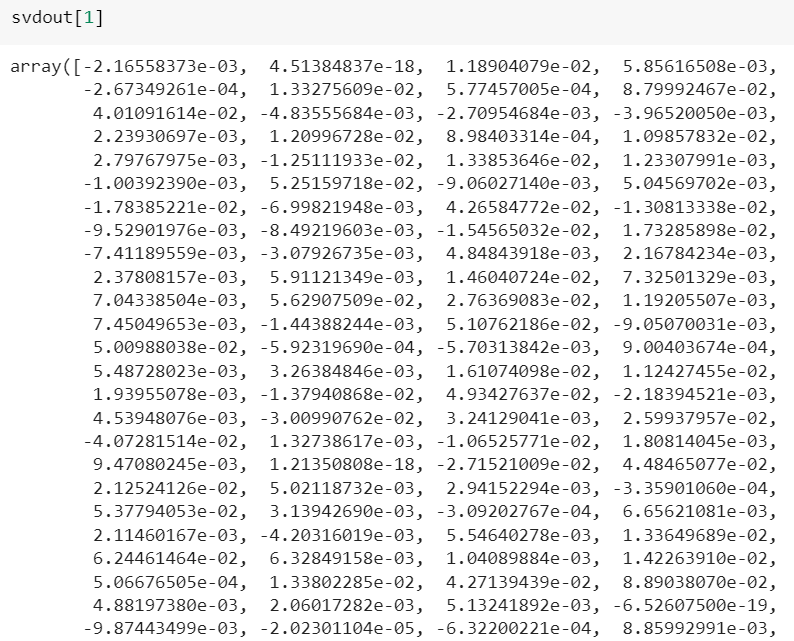 svdout[1]
array([-2.16558373e-03, 4.51384837e-18, 1.18904079e-02, 5.85616508e-03,
-2.67349261e-04, 1.33275609e-02, 5.77457005e-04, 8.79992467e-02,
4.01091614e-02, -4.83555684e-03, -2.70954684e-03, -3.96520050e-03,
2.23930697e-03, 1.20996728e-02, 8.98403314e-04, 1.09857832e-02,
2.79767975e-03, -1.25111933e-02, 1.33853646e-02, 1.23307991e-03,
-1.00392390e-03, 5.25159718e-02, -9.06027140e-03, 5.04569702e-03,
-1.78385221e-02, -6.99821948e-03, 4.26584772e-02, -1.30813338e-02,
-9.52901976e-03, -8.49219603e-03, -1.54565032e-02, 1.73285898e-02,
-7.41189559e-03, -3.07926735e-03, 4.84843918e-03, 2.16784234e-03,
2.37808157e-03, 5.91121349e-03, 1.46040724e-02, 7.32501329e-03,
7.04338504e-03, 5.62907509e-02, 2.76369083e-02, 1.19205507e-03,
7.45049653e-03, -1.44388244e-03, 5.10762186e-02, -9.05070031e-03,
5.00988038e-02, -5.92319690e-04, -5.70313842e-03, 9.00403674e-04,
5.48728023e-03, 3.26384846e-03, 1.61074098e-02, 1.12427455e-02,
1.93955078e-03, -1.37940868e-02, 4.93427637e-02, -2.18394521e-03,
4.53948076e-03, -3.00990762e-02, 3.24129041e-03, 2.59937957e-02,
-4.07281514e-02, 1.32738617e-03, -1.06525771e-02, 1.80814045e-03,
9.47080245e-03, 1.21350808e-18, -2.71521009e-02, 4.48465077e-02,
2.12524126e-02, 5.02118732e-03, 2.94152294e-03, -3.35901060e-04,
5.37794053e-02, 3.13942690e-03, -3.09202767e-04, 6.65621081e-03,
2.11460167e-03, -4.20316019e-03, 5.54640278e-03, 1.33649689e-02,
6.24461464e-02, 6.32849158e-03, 1.04089884e-03, 1.42263910e-02,
5.06676505e-04, 1.33802285e-02, 4.27139439e-02, 8.89038070e-02,
4.88197380e-03, 2.06017282e-03, 5.13241892e-03, -6.52607500e-19,
-9.87443499e-03, -2.02301104e-05, -6.32200221e-04, 8.85992991e-03,